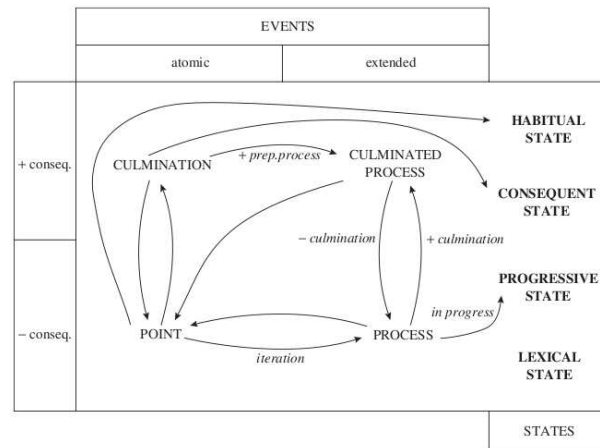 EVENTS
atomic
extended
+ conseq.
HABITUAL
STATE
CULMINATION
+ prep.process
CULMINATED
PROCESS
CONSEQUENT
STATE
– culmination
+ culmination
– conseq.
PROGRESSIVE
STATE
in progress
POINT
PROCESS
iteration
LEXICAL
STATE
STATES